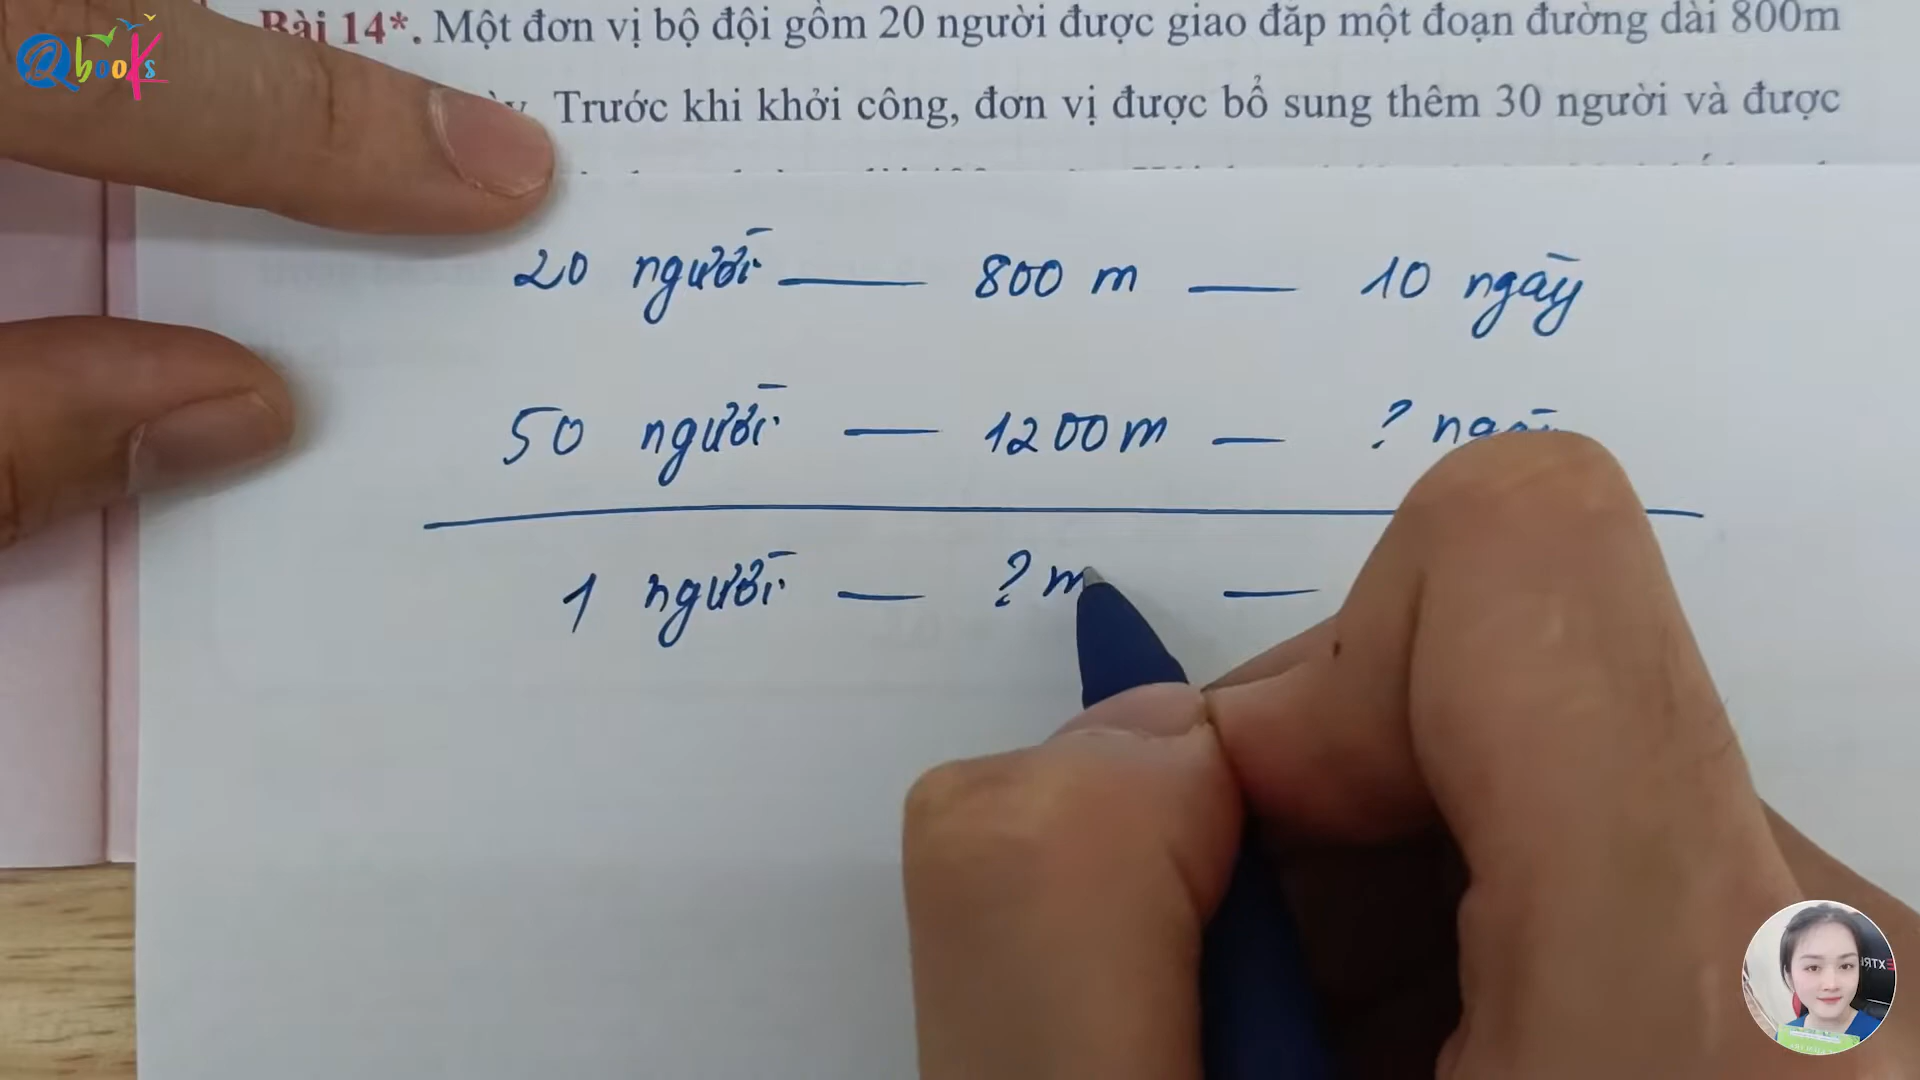 Qbooks
Bài 14*. Một đơn vị bộ đội gồm 20 người được giao đắp một đoạn đường dài 800m
Trước khi khởi công, đơn vị được bổ sung thêm 30 người và được
20 người — 800 m — 10 ngày
50 người — 1200m — ? ngày
1 người — ? m —